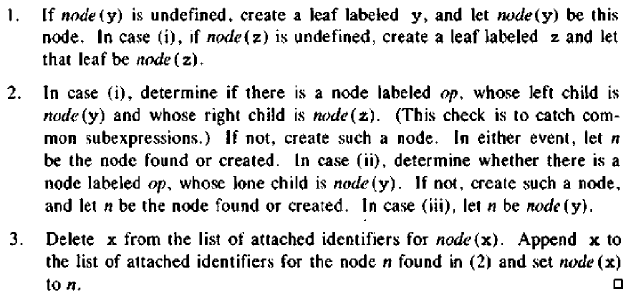 1. If node(y) is undefined, create a leaf labeled y, and let node(y) be this
node. In case (i), if node(z) is undefined, create a leaf labeled z and let
that leaf be node(z).
2. In case (i), determine if there is a node labeled op, whose left child is
node(y) and whose right child is node(z). (This check is to catch com-
mon subexpressions.) If not, create such a node. In either event, let n
be the node found or created. In case (ii), determine whether there is a
node labeled op, whose lone child is node(y). If not, create such a node,
and let n be the node found or created. In case (iii), let n be node(y).
3. Delete x from the list of attached identifiers for node(x). Append x to
the list of attached identifiers for the node n found in (2) and set node(x)
to n. □